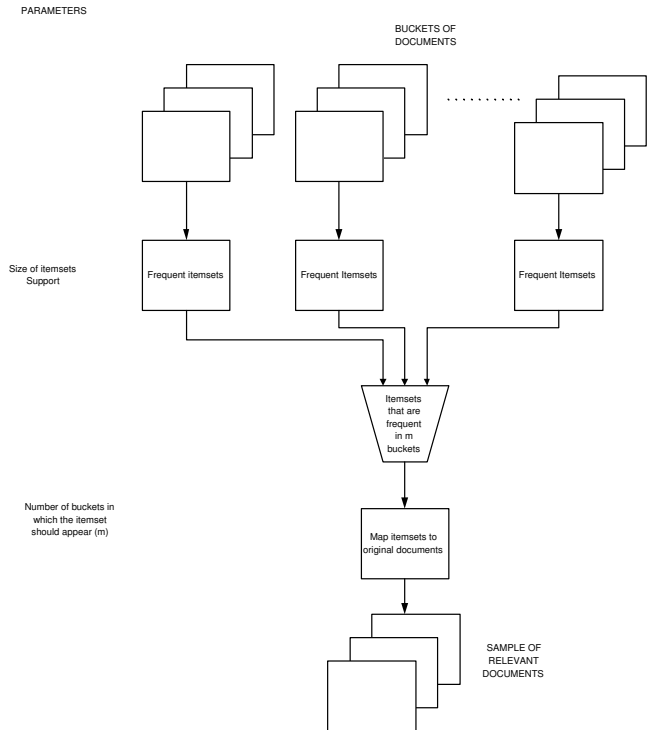 PARAMETERS
BUCKETS OF
DOCUMENTS
Size of itemsets
Support
Frequent itemsets
Frequent Itemsets
Frequent Itemsets
Itemsets
that are
frequent
in m
buckets
Number of buckets in
which the itemset
should appear (m)
Map itemsets to
original documents
SAMPLE OF
RELEVANT
DOCUMENTS